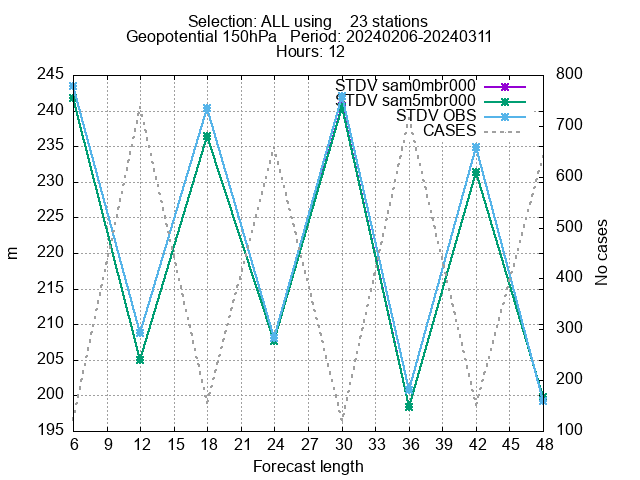 Selection: ALL using    23 stations
Geopotential 150hPa   Period: 20240206-20240311
Hours: 12
245 800
STDV sam0mbr000
STDV sam5mbr000
STDV OBS
CASES
240
235 700
230 600
225
220 500
215 400
210
205 300
200 200
195 100
m
No cases
6 9 12 15 18 21 24 27 30 33 36 39 42 45 48
Forecast length